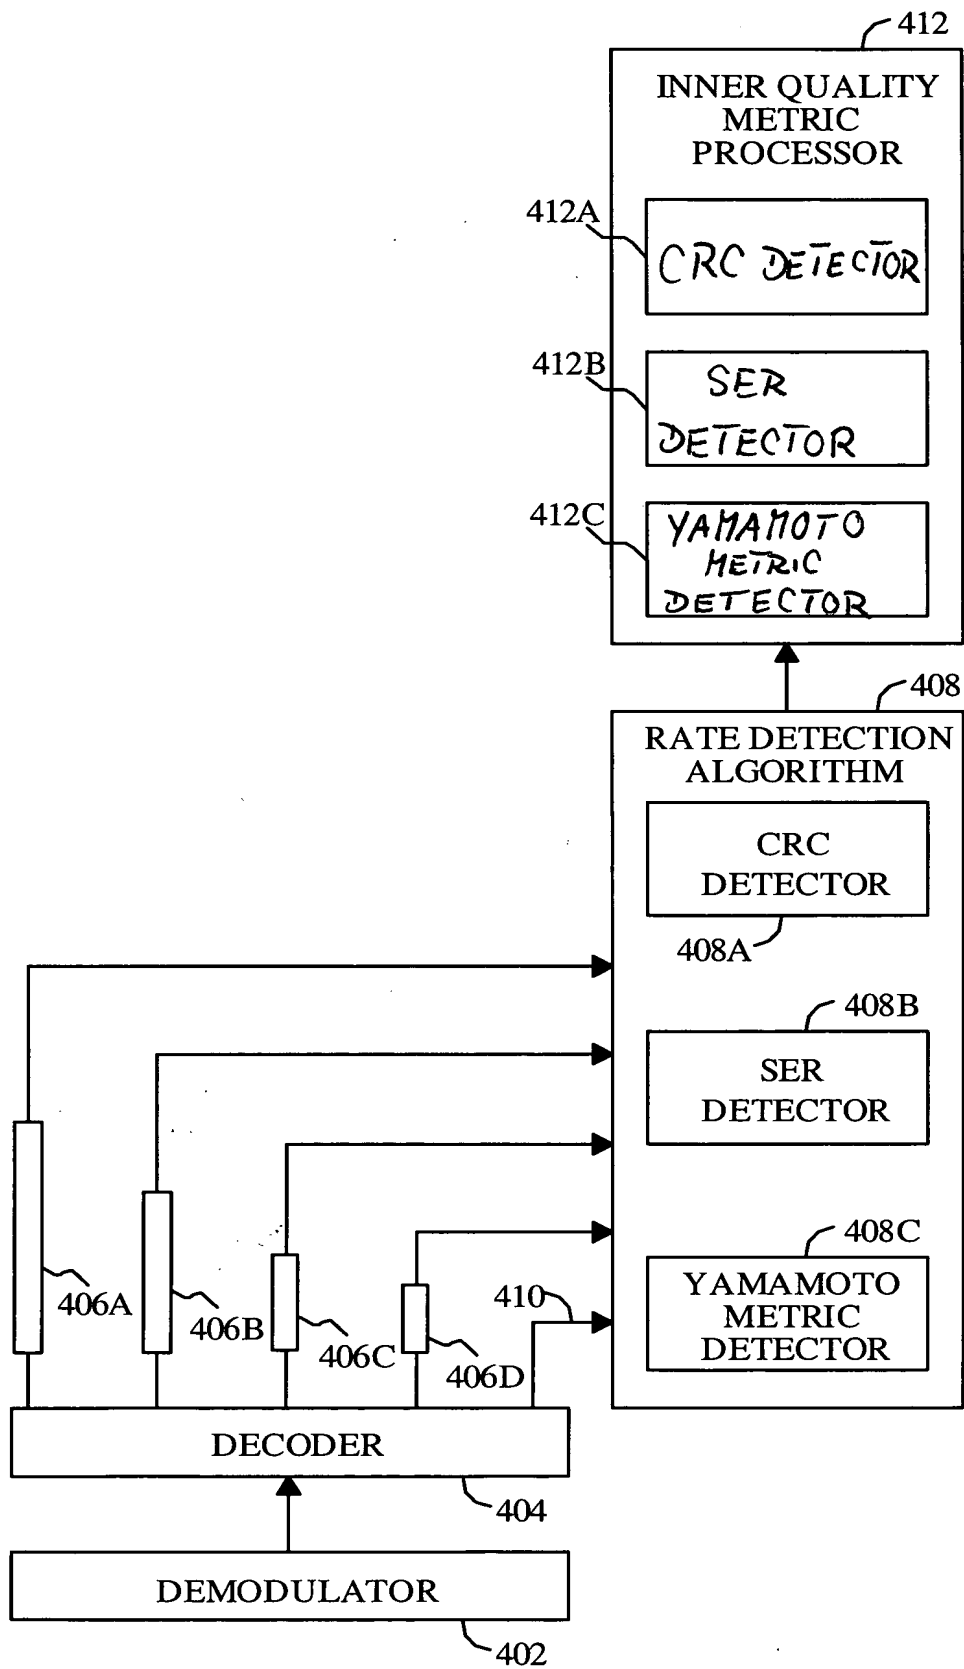 412
INNER QUALITY
METRIC
PROCESSOR
412A
CRC DETECTOR
412B
SER
DETECTOR
412C
YAMAMOTO
METRIC
DETECTOR
408
RATE DETECTION
ALGORITHM
CRC
DETECTOR
408A
408B
SER
DETECTOR
408C
YAMAMOTO
METRIC
DETECTOR
406A
406B
406C
406D
410
DECODER
404
DEMODULATOR
402